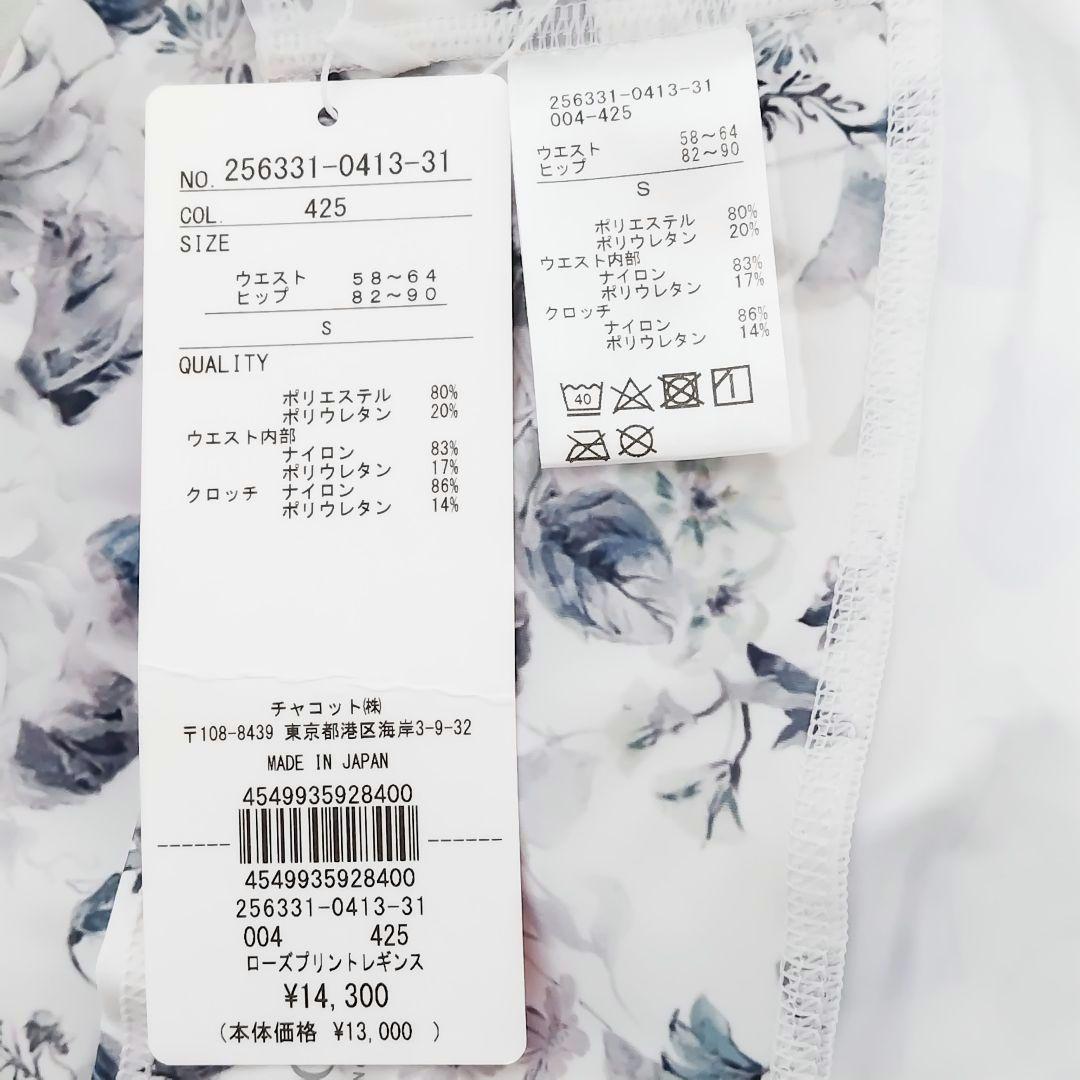 NO. 256331-0413-31
COL. 425
SIZE
ウエスト 58～64
ヒップ 82～90
S
QUALITY
ポリエステル 80%
ポリウレタン 20%
ウエスト内部
ナイロン 83%
ポリウレタン 17%
クロッチ ナイロン 86%
ポリウレタン 14%
チャコット㈱
〒108-8439 東京都港区海岸3-9-32
MADE IN JAPAN
4549935928400
4549935928400
256331-0413-31
004 425
ローズプリントレギンス
¥14,300
(本体価格 ¥13,000 )
256331-0413-31
004-425
ウエスト 58～64
ヒップ 82～90
S
ポリエステル 80%
ポリウレタン 20%
ウエスト内部
ナイロン 83%
ポリウレタン 17%
クロッチ
ナイロン 86%
ポリウレタン 14%
40